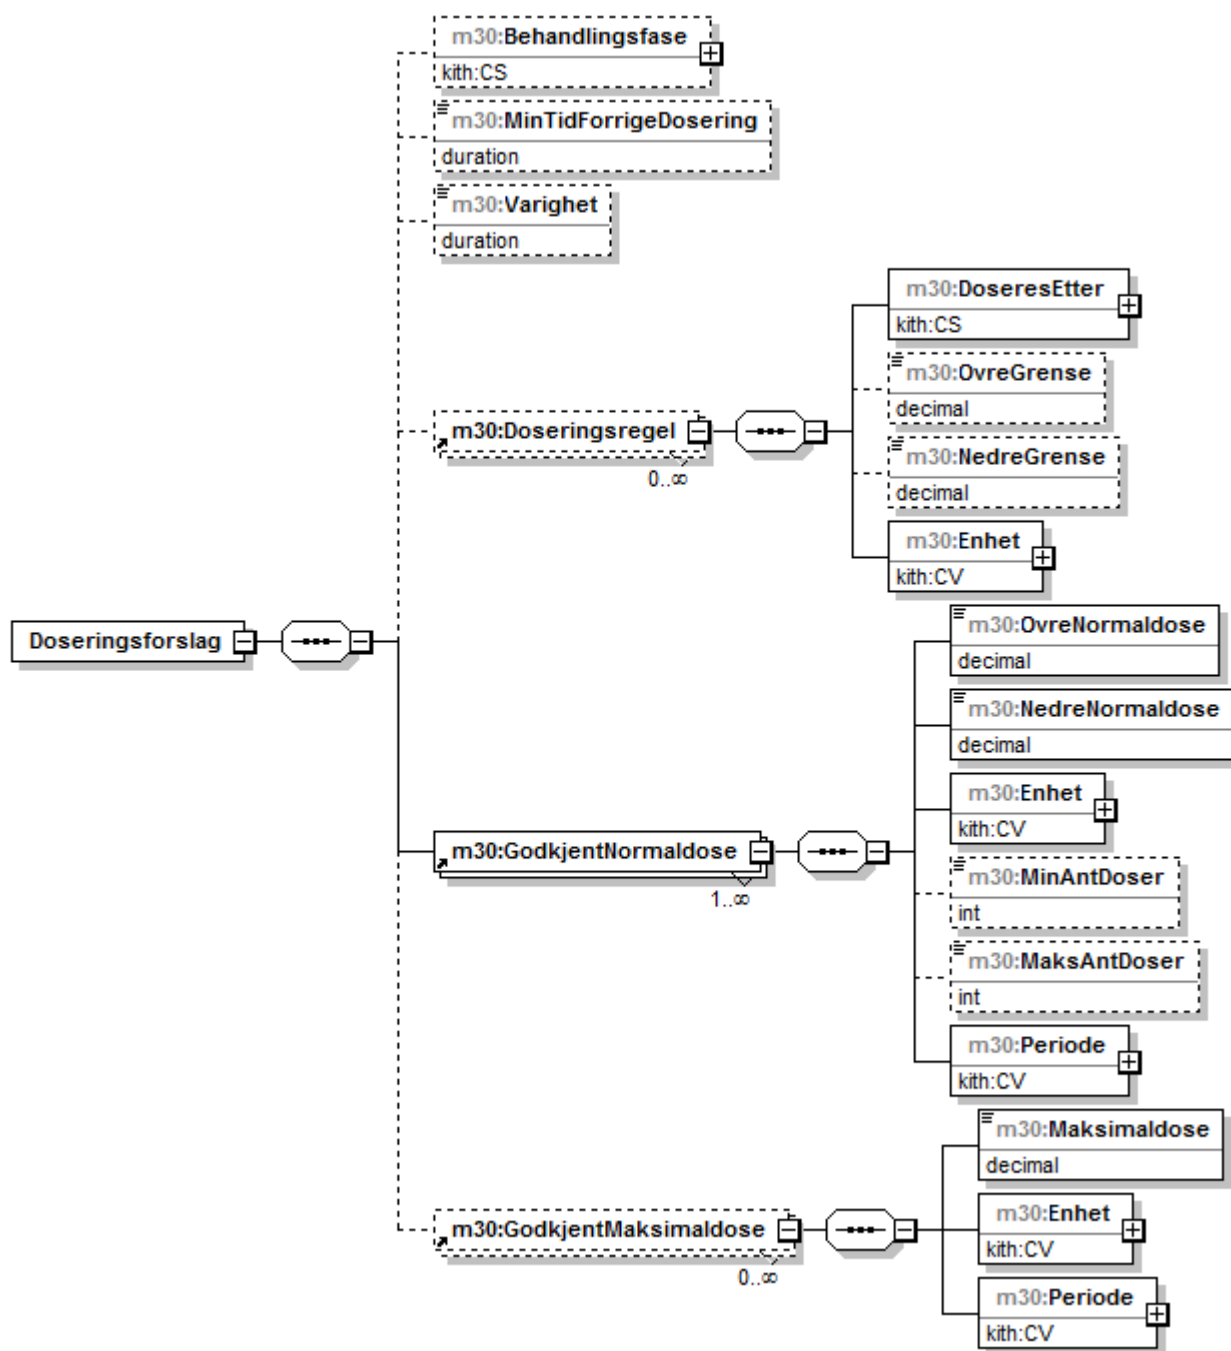 m30:Behandlingsfase
kith:CS
m30:MinTidForrigeDosering
duration
m30:Varighet
duration
m30:DoseresEtter
kith:CS
m30:OvreGrense
decimal
m30:Doseringsregel
0..∞
m30:NedreGrense
decimal
m30:Enhet
kith:CV
Doseringsforslag
m30:OvreNormaldose
decimal
m30:NedreNormaldose
decimal
m30:Enhet
kith:CV
m30:GodkjentNormaldose
1..∞
m30:MinAntDoser
int
m30:MaksAntDoser
int
m30:Periode
kith:CV
m30:Maksimaldose
decimal
m30:GodkjentMaksimaldose
0..∞
m30:Enhet
kith:CV
m30:Periode
kith:CV